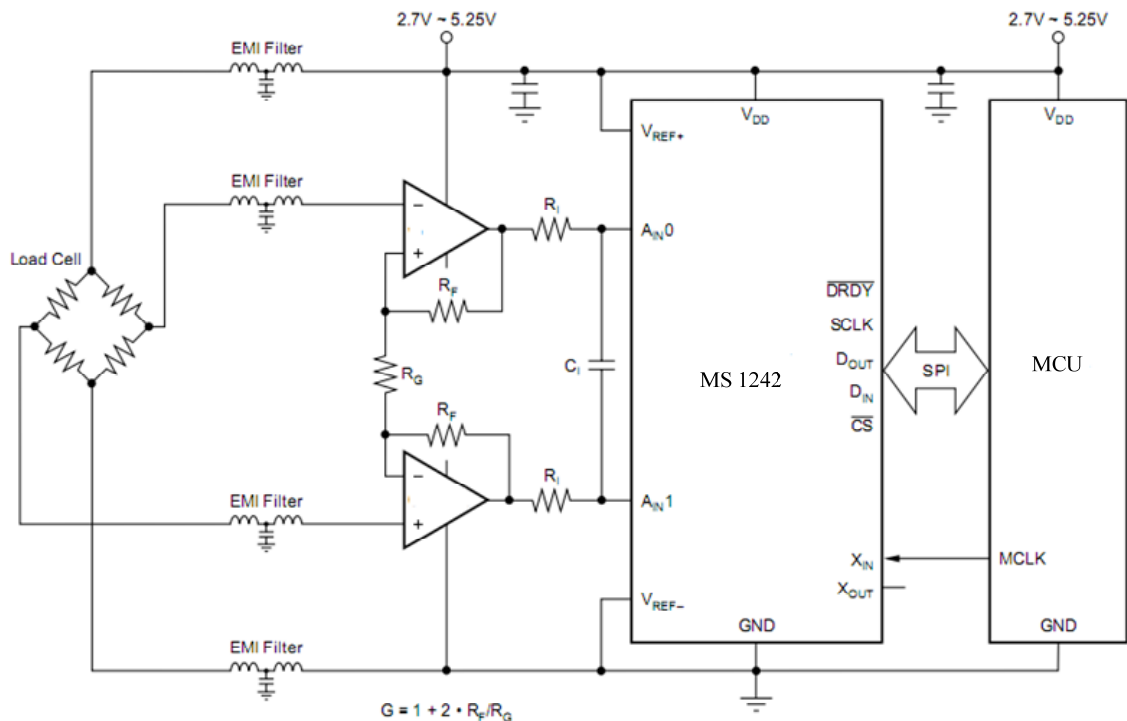 2.7V ~ 5.25V
2.7V ~ 5.25V
EMI Filter
VDD
VDD
VREF+
EMI Filter
−
+
RI
AIN0
Load Cell
RF
DRDY
SCLK
DOUT
DIN
CS
SPI
MCU
MS 1242
RG
CI
RF
−
+
RI
AIN1
EMI Filter
XIN
MCLK
XOUT
VREF−
GND
GND
EMI Filter
G = 1 + 2 • RF/RG